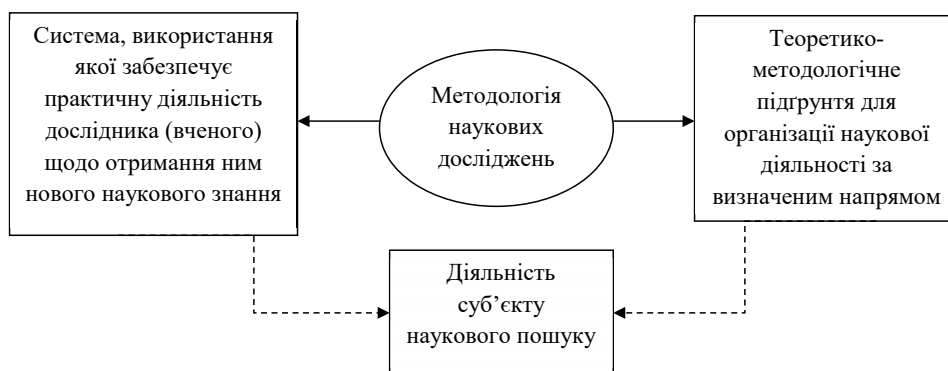 Система, використання
якої забезпечує
практичну діяльність
дослідника (вченого)
щодо отримання ним
нового наукового знання
Методологія
наукових
досліджень
Теоретико-
методологічне
підґрунтя для
організації наукової
діяльності за
визначеним напрямом
Діяльність
суб’єкту
наукового пошуку